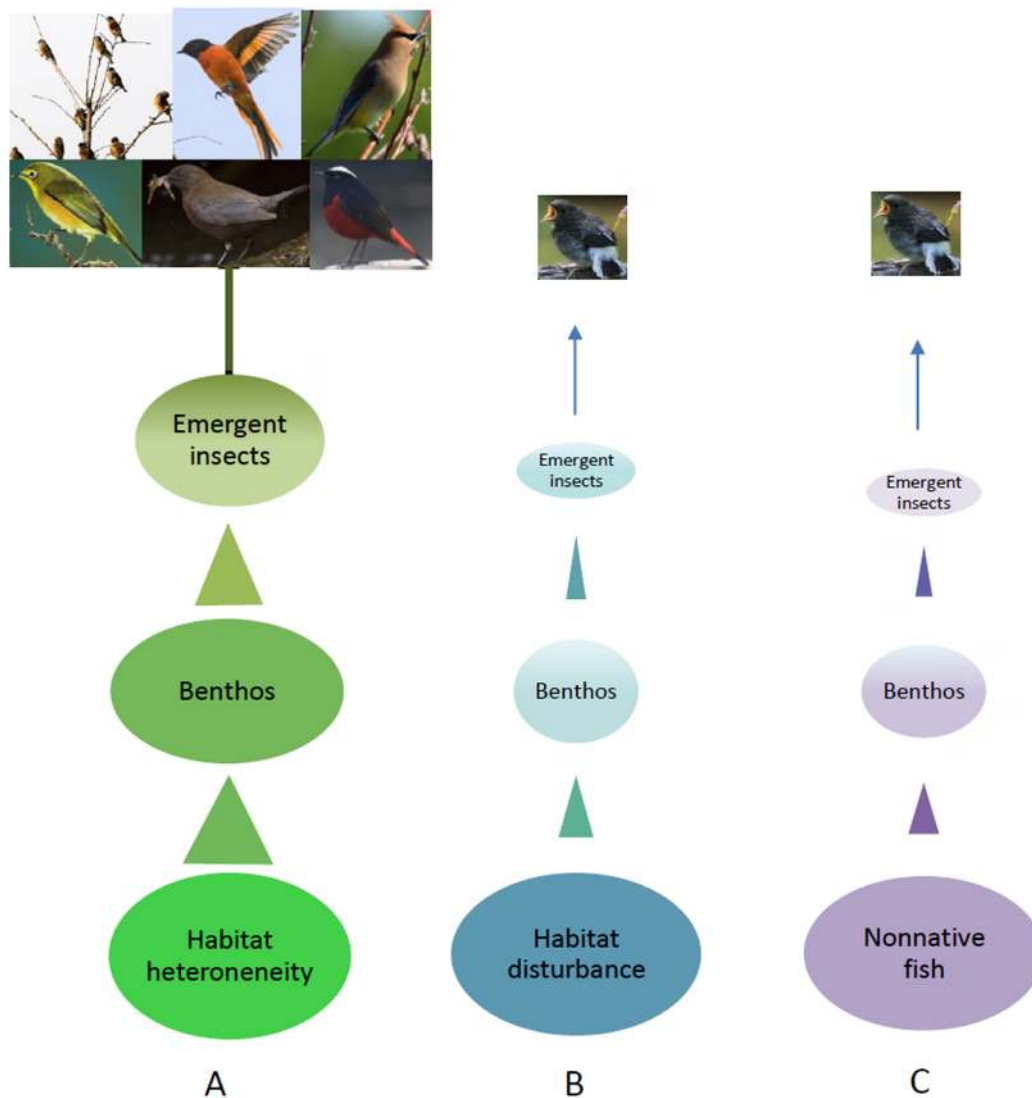 Emergent
insects
Benthos
Habitat
heteroneneity
A
Emergent
insects
Benthos
Habitat
disturbance
B
Emergent
insects
Benthos
Nonnative
fish
C